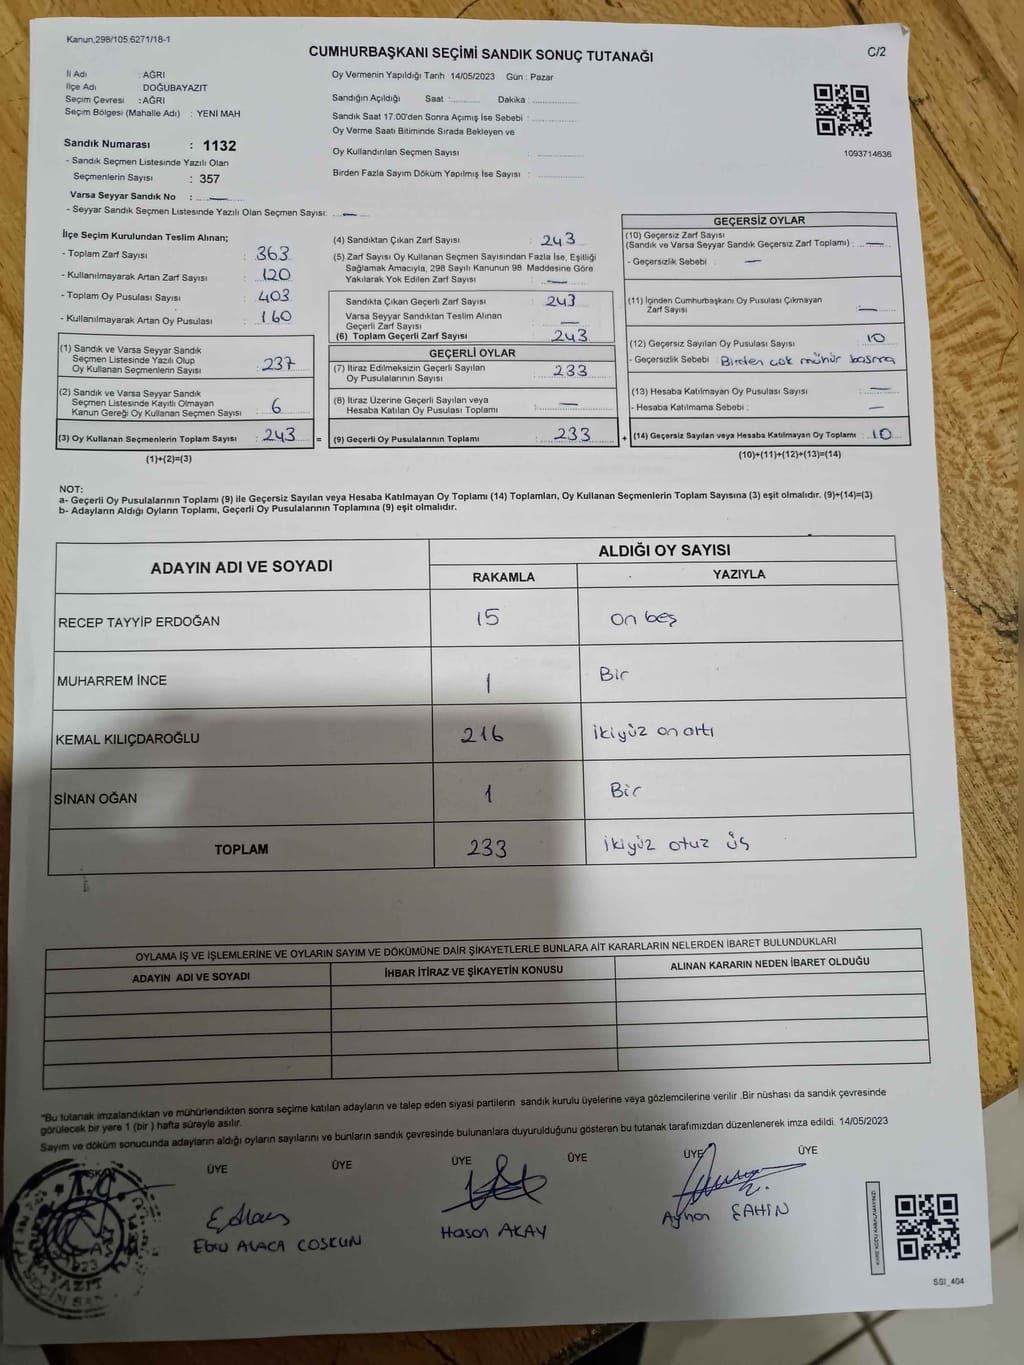 Kanun,298/105,6271/18-1
CUMHURBAŞKANI SEÇİMİ SANDIK SONUÇ TUTANAĞI
C/2
İl Adı : AĞRI
İlçe Adı DOĞUBAYAZIT
Seçim Çevresi : AĞRI
Seçim Bölgesi (Mahalle Adı) : YENI MAH
Sandık Numarası : 1132
- Sandık Seçmen Listesinde Yazılı Olan
Seçmenlerin Sayısı : 357
Varsa Seyyar Sandık No : —
- Seyyar Sandık Seçmen Listesinde Yazılı Olan Seçmen Sayısı: —
Oy Vermenin Yapıldığı Tarih 14/05/2023 Gün : Pazar
Sandığın Açıldığı Saat : Dakika :
Sandık Saat 17:00'den Sonra Açımış İse Sebebi :
Oy Verme Saati Bitiminde Sırada Bekleyen ve
Oy Kullandırılan Seçmen Sayısı :
Birden Fazla Sayım Döküm Yapılmış İse Sayısı :
1093714636
İlçe Seçim Kurulundan Teslim Alınan;
- Toplam Zarf Sayısı : 363
- Kullanılmayarak Artan Zarf Sayısı : 120
- Toplam Oy Pusulası Sayısı : 403
- Kullanılmayarak Artan Oy Pusulası : 160
(1) Sandık ve Varsa Seyyar Sandık
Seçmen Listesinde Yazılı Olup
Oy Kullanan Seçmenlerin Sayısı : 237
(2) Sandık ve Varsa Seyyar Sandık
Seçmen Listesinde Kayıtlı Olmayan
Kanun Gereği Oy Kullanan Seçmen Sayısı : 6
(3) Oy Kullanan Seçmenlerin Toplam Sayısı : 243 =
(1)+(2)=(3)
(4) Sandıktan Çıkan Zarf Sayısı : 243
(5) Zarf Sayısı Oy Kullanan Seçmen Sayısından Fazla İse, Eşitliği
Sağlamak Amacıyla, 298 Sayılı Kanunun 98 Maddesine Göre
Yakılarak Yok Edilen Zarf Sayısı : —
Sandıkta Çıkan Geçerli Zarf Sayısı : 243
Varsa Seyyar Sandıktan Teslim Alınan
Geçerli Zarf Sayısı —
(6) Toplam Geçerli Zarf Sayısı : 243
GEÇERLİ OYLAR
(7) İtiraz Edilmeksizin Geçerli Sayılan
Oy Pusulalarının Sayısı : 233
(8) İtiraz Üzerine Geçerli Sayılan veya
Hesaba Katılan Oy Pusulası Toplamı : —
(9) Geçerli Oy Pusulalarının Toplamı : 233 +
GEÇERSİZ OYLAR
(10) Geçersiz Zarf Sayısı
(Sandık ve Varsa Seyyar Sandık Geçersiz Zarf Toplamı) : —
- Geçersizlik Sebebi : —
(11) İçinden Cumhurbaşkanı Oy Pusulası Çıkmayan
Zarf Sayısı : —
(12) Geçersiz Sayılan Oy Pusulası Sayısı : 10
- Geçersizlik Sebebi : Birden çok mühür basma
(13) Hesaba Katılmayan Oy Pusulası Sayısı : —
- Hesaba Katılmama Sebebi : —
(14) Geçersiz Sayılan veya Hesaba Katılmayan Oy Toplamı : 10
(10)+(11)+(12)+(13)=(14)
NOT:
a- Geçerli Oy Pusulalarının Toplamı (9) ile Geçersiz Sayılan veya Hesaba Katılmayan Oy Toplamı (14) Toplamları, Oy Kullanan Seçmenlerin Toplam Sayısına (3) eşit olmalıdır. (9)+(14)=(3)
b- Adayların Aldığı Oyların Toplamı, Geçerli Oy Pusulalarının Toplamına (9) eşit olmalıdır.
ADAYIN ADI VE SOYADI
ALDIĞI OY SAYISI
RAKAMLA YAZIYLA
RECEP TAYYİP ERDOĞAN 15 on beş
MUHARREM İNCE 1 Bir
KEMAL KILIÇDAROĞLU 216 ikiyüz on altı
SİNAN OĞAN 1 Bir
TOPLAM 233 ikiyüz otuz üç
OYLAMA İŞ VE İŞLEMLERİNE VE OYLARIN SAYIM VE DÖKÜMÜNE DAİR ŞİKAYETLERLE BUNLARA AİT KARARLARIN NELERDEN İBARET BULUNDUKLARI
ADAYIN ADI VE SOYADI İHBAR İTİRAZ VE ŞİKAYETİN KONUSU ALINAN KARARIN NEDEN İBARET OLDUĞU
*Bu tutanak imzalandıktan ve mühürlendikten sonra seçime katılan adayların ve talep eden siyasi partilerin sandık kurulu üyelerine veya gözlemcilerine verilir .Bir nüshası da sandık çevresinde
görülecek bir yere 1 (bir ) hafta süreyle asılır.
Sayım ve döküm sonucunda adayların aldığı oyların sayılarını ve bunların sandık çevresinde bulunanlara duyurulduğunu gösteren bu tutanak tarafımızdan düzenlenerek imza edildi. 14/05/2023
ÜYE ÜYE ÜYE ÜYE ÜYE ÜYE
T.C.
Ebru ALACA COŞKUN
Hasan AKAY
Ayhan ŞAHİN
SSI_404